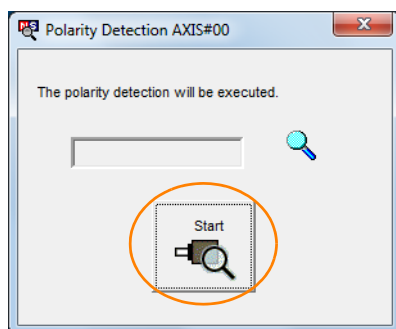 Polarity Detection AXIS#00
The polarity detection will be executed.
Start